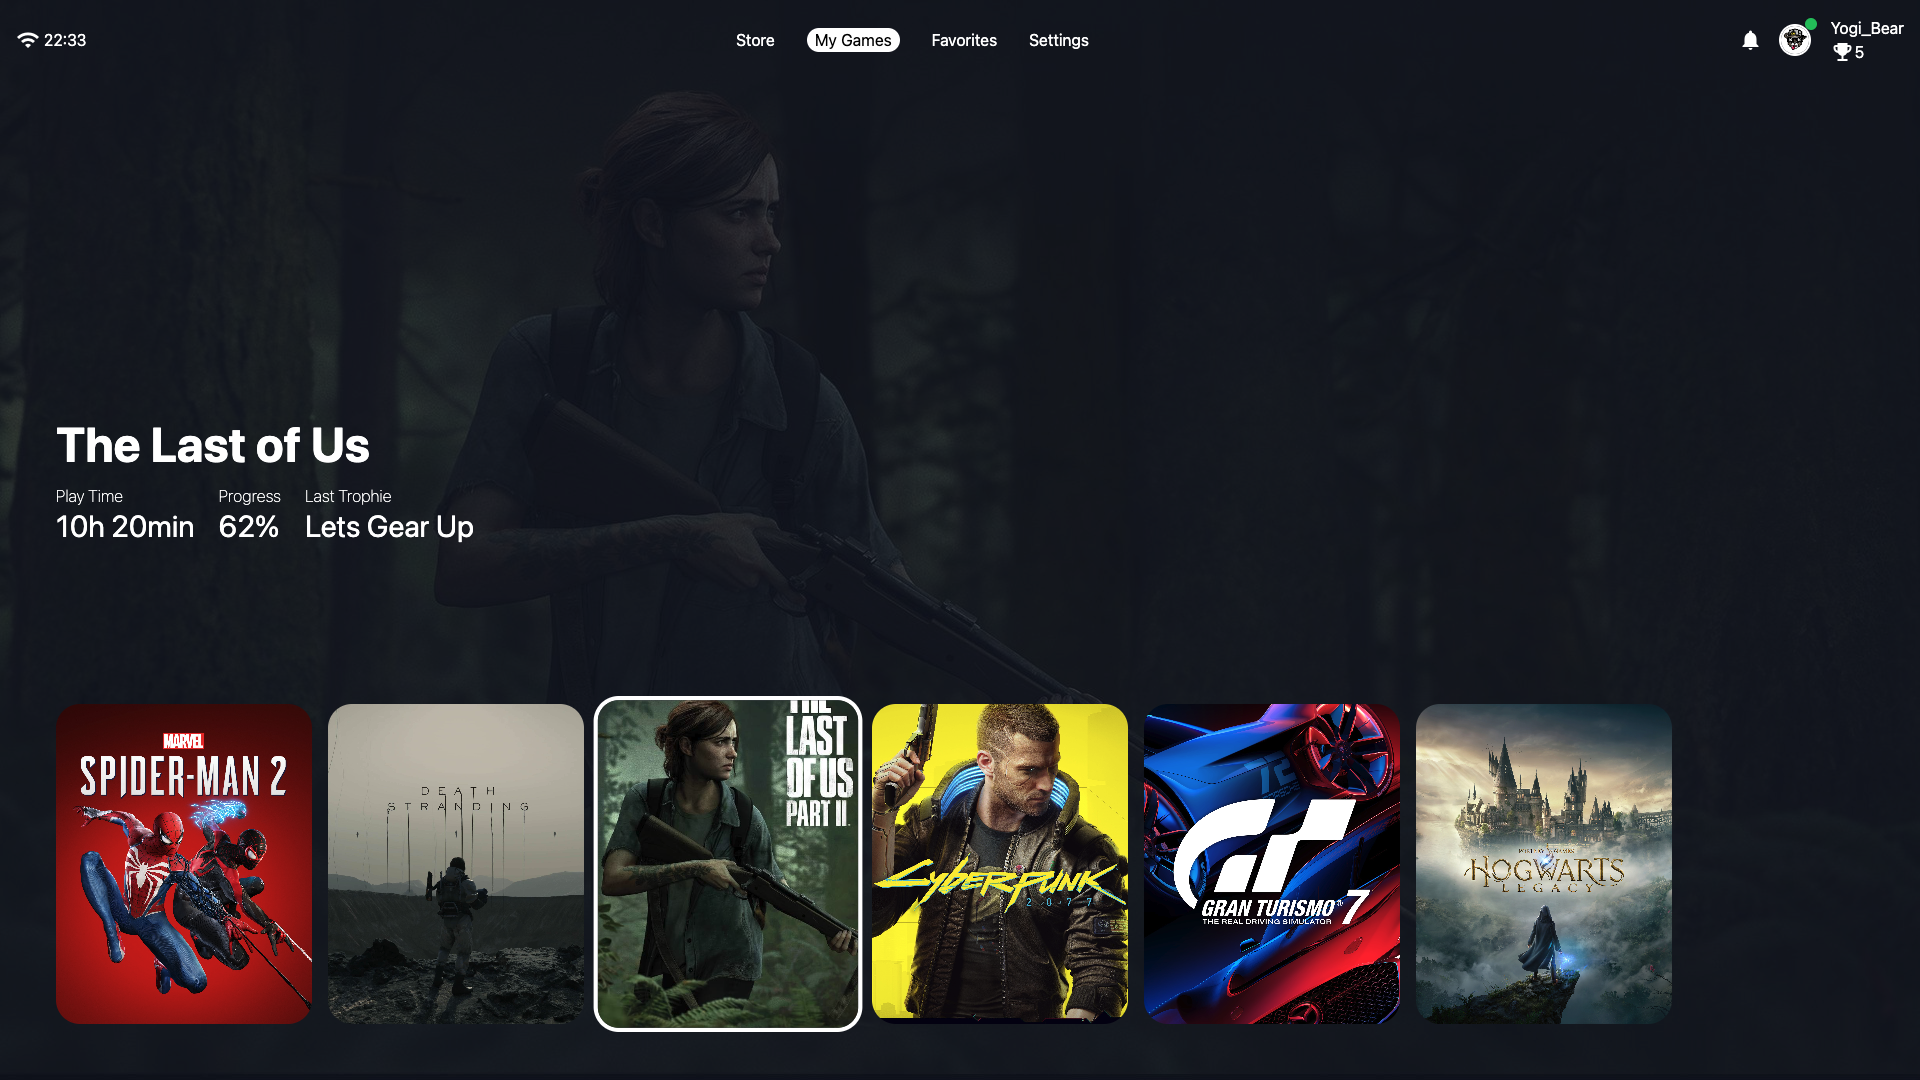 22:33
Store
My Games
Favorites
Settings
Yogi_Bear
5
The Last of Us
Play Time
Progress
Last Trophie
10h 20min
62%
Lets Gear Up
MARVEL
SPIDER-MAN 2
DEATH
STRANDING
THE
LAST
OF US
PART II
Cyberpunk
2077
72
GRAN TURISMO 7
THE REAL DRIVING SIMULATOR
HOGWARTS
LEGACY